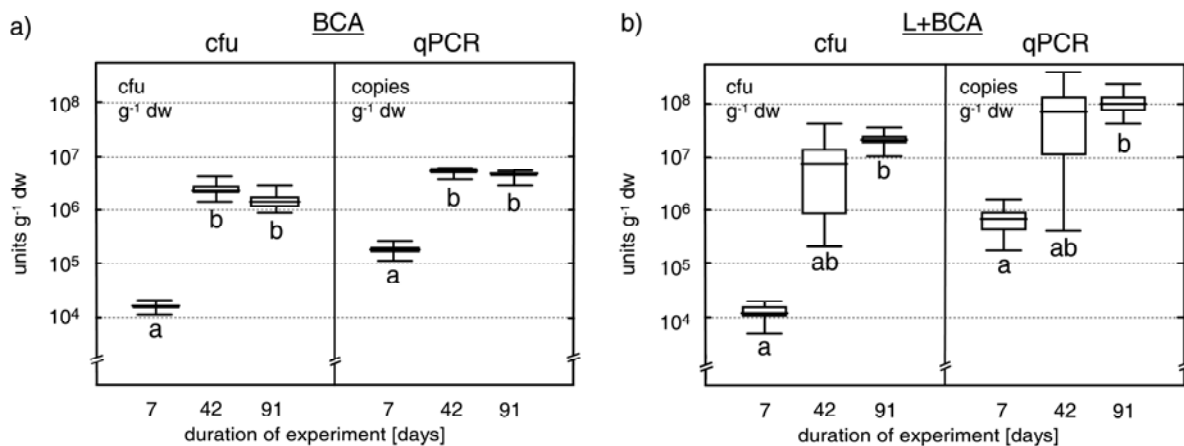 a)
BCA
cfu
qPCR
cfu
g⁻¹ dw
copies
g⁻¹ dw
units g⁻¹ dw
10⁸
10⁷
10⁶
10⁵
10⁴
a
b
b
a
b
b
7 42 91 7 42 91
duration of experiment [days]
b)
L+BCA
cfu
qPCR
cfu
g⁻¹ dw
copies
g⁻¹ dw
units g⁻¹ dw
10⁸
10⁷
10⁶
10⁵
10⁴
a
ab
b
a
ab
b
7 42 91 7 42 91
duration of experiment [days]